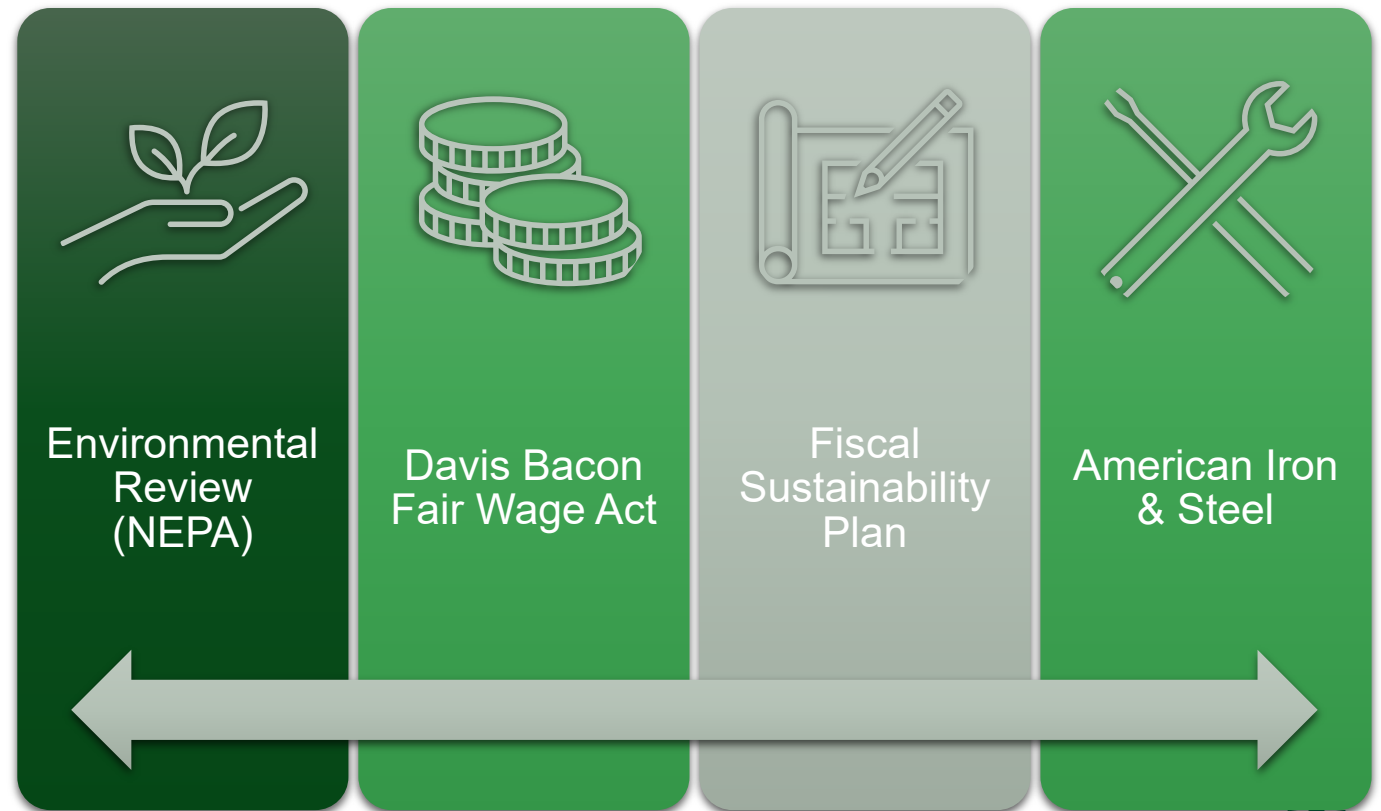 Environmental
Review
(NEPA)
Davis Bacon
Fair Wage Act
Fiscal
Sustainability
Plan
American Iron
& Steel